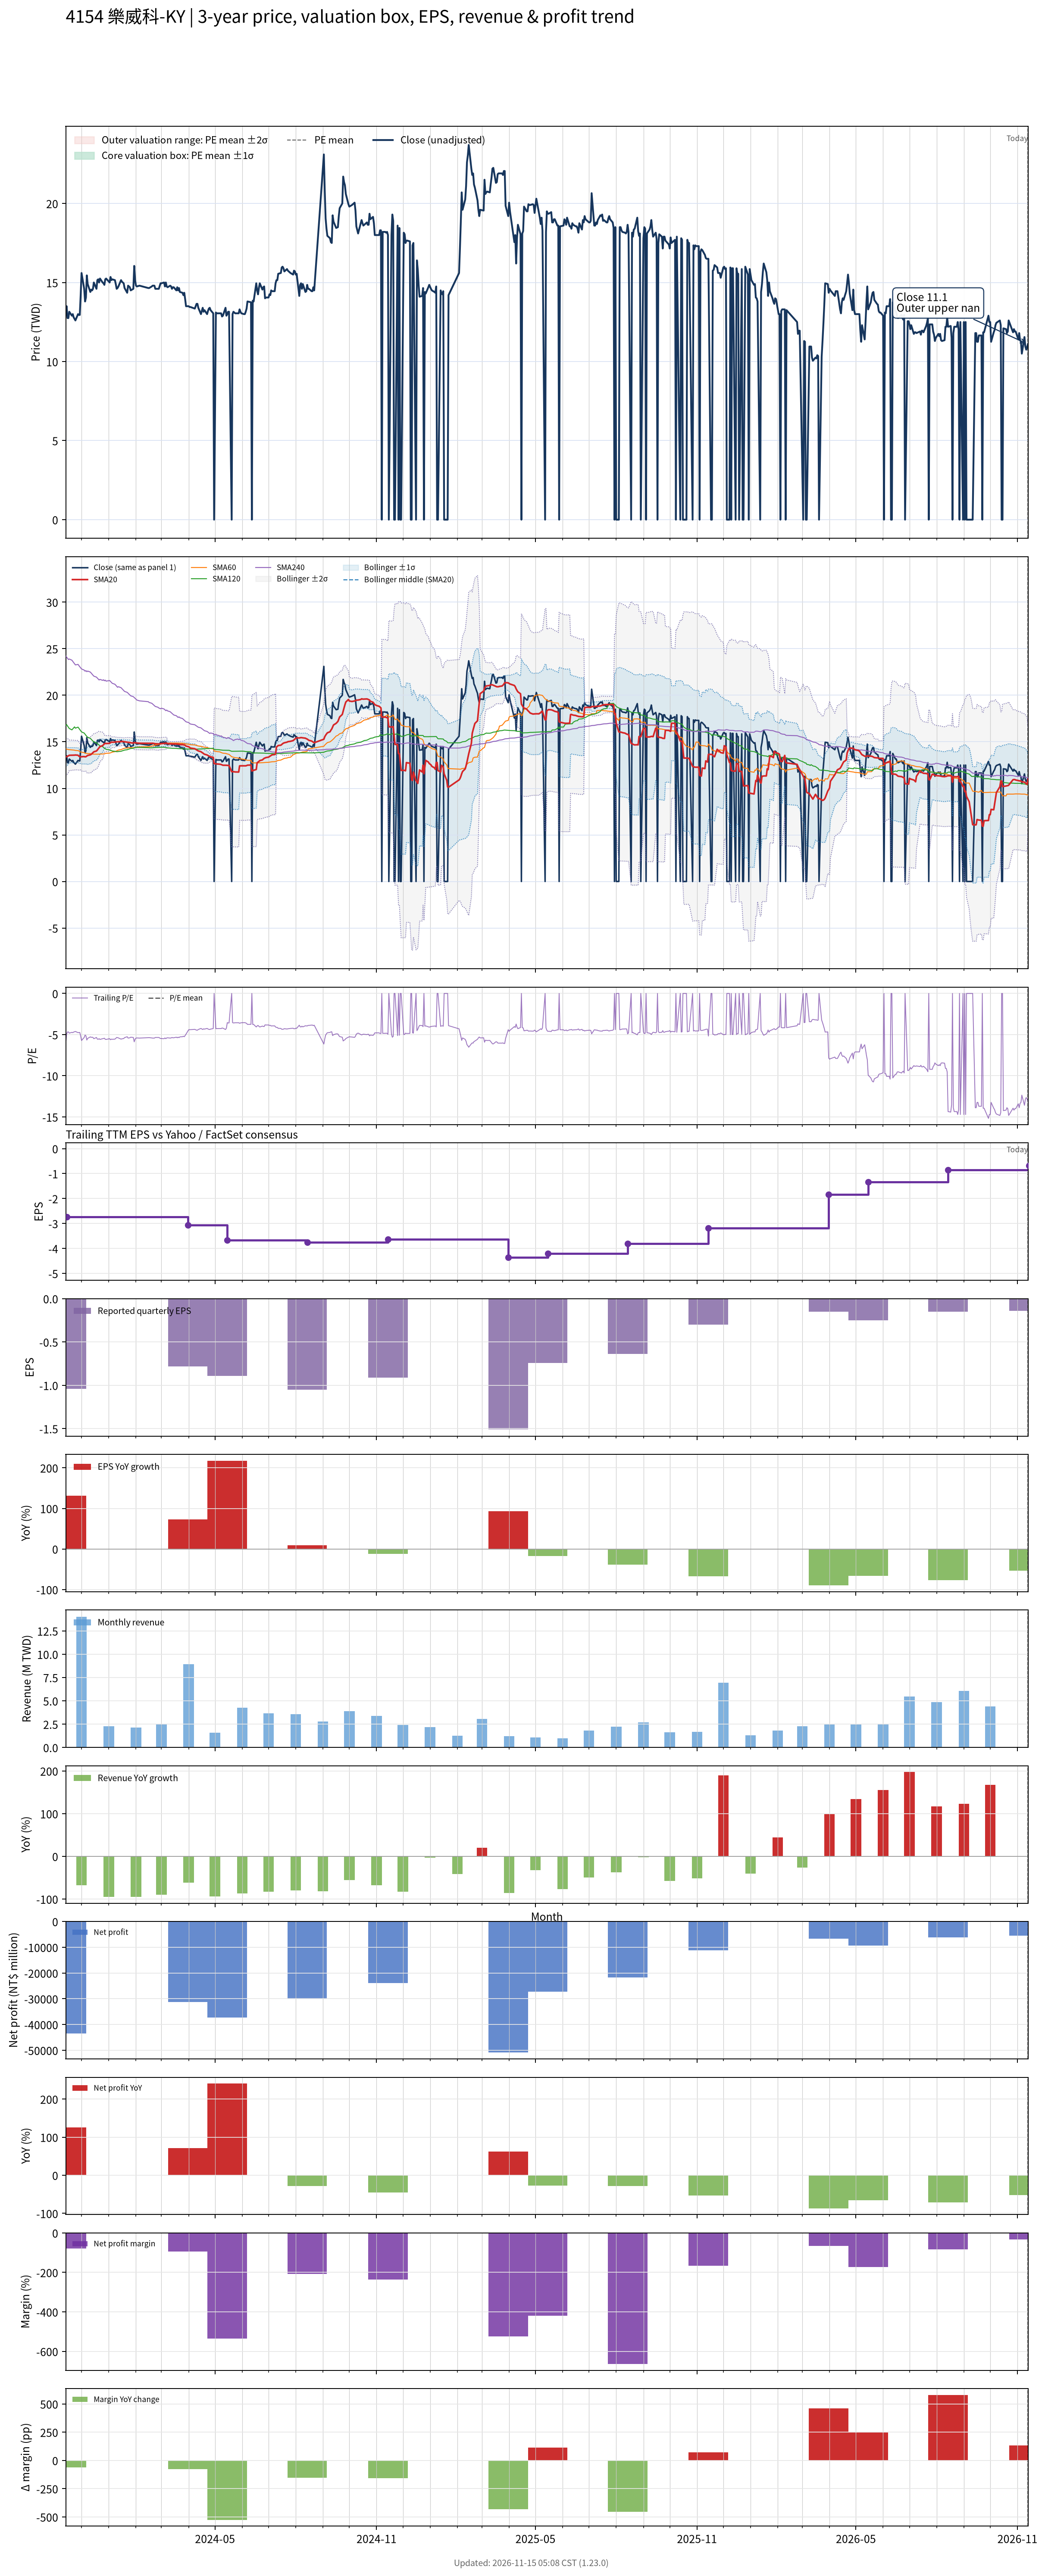 4154 樂威科-KY | 3-year price, valuation box, EPS, revenue & profit trend
Outer valuation range: PE mean ±2σ
PE mean
Close (unadjusted)
Core valuation box: PE mean ±1σ
Today
Close 11.1
Outer upper nan
Price (TWD)
20
15
10
5
0
Close (same as panel 1)
SMA20
SMA60
SMA120
SMA240
Bollinger ±2σ
Bollinger ±1σ
Bollinger middle (SMA20)
Price
30
25
20
15
10
5
0
-5
Trailing P/E
P/E mean
P/E
0
-5
-10
-15
Trailing TTM EPS vs Yahoo / FactSet consensus
Today
EPS
0
-1
-2
-3
-4
-5
Reported quarterly EPS
EPS
0.0
-0.5
-1.0
-1.5
EPS YoY growth
YoY (%)
200
100
0
-100
Monthly revenue
Revenue (M TWD)
12.5
10.0
7.5
5.0
2.5
0.0
Revenue YoY growth
YoY (%)
200
100
0
-100
Month
Net profit
Net profit (NT$ million)
0
-10000
-20000
-30000
-40000
-50000
Net profit YoY
YoY (%)
200
100
0
-100
Net profit margin
Margin (%)
0
-200
-400
-600
Margin YoY change
Δ margin (pp)
500
250
0
-250
-500
2024-05
2024-11
2025-05
2025-11
2026-05
2026-11
Updated: 2026-11-15 05:08 CST (1.23.0)